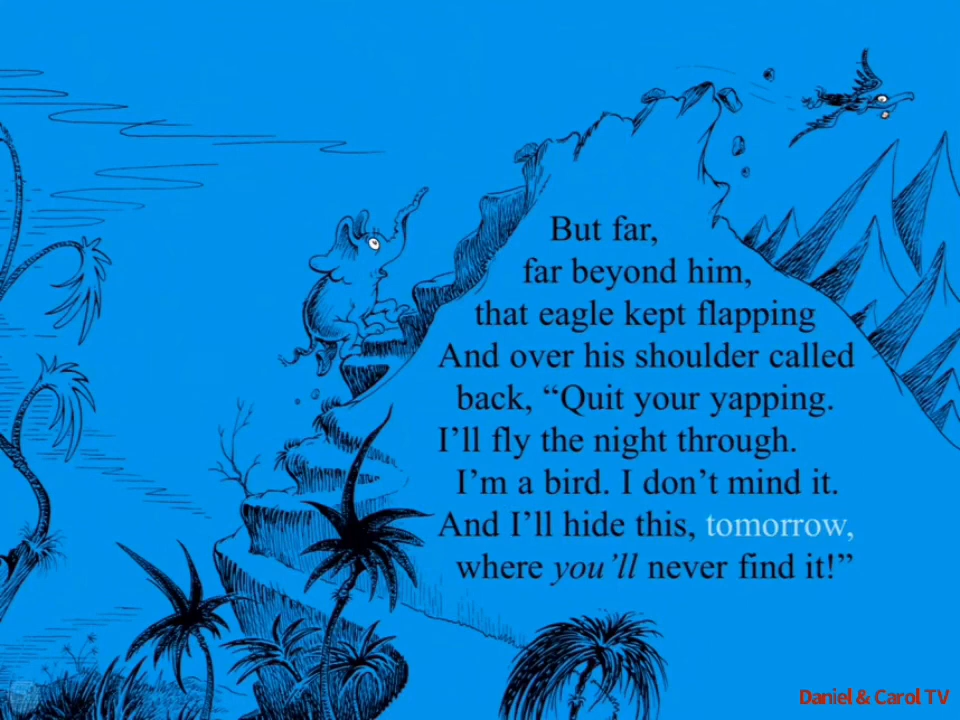 But far,
far beyond him,
that eagle kept flapping
And over his shoulder called
back, “Quit your yapping.
I’ll fly the night through.
I’m a bird. I don’t mind it.
And I’ll hide this, tomorrow,
where you’ll never find it!”
Daniel & Carol TV